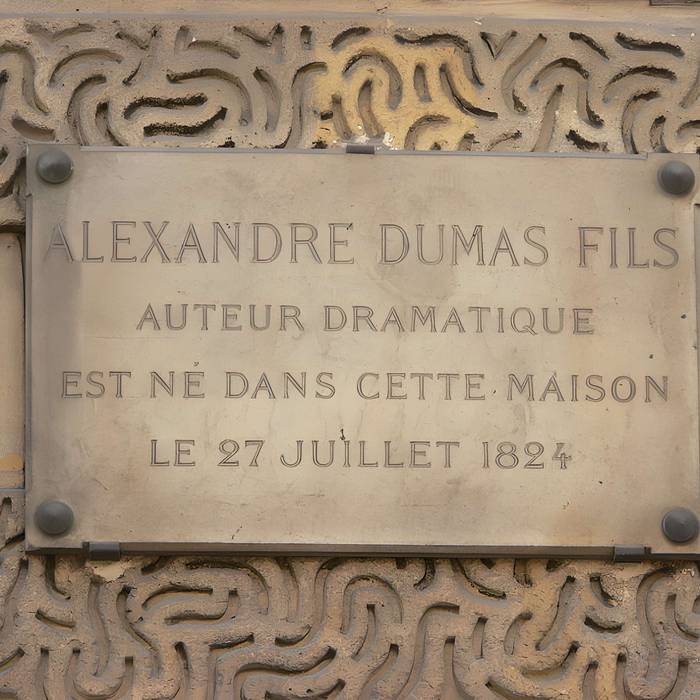 ALEXANDRE DUMAS FILS
AUTEUR DRAMATIQUE
EST NÉ DANS CETTE MAISON
LE 27 JUILLET 1824